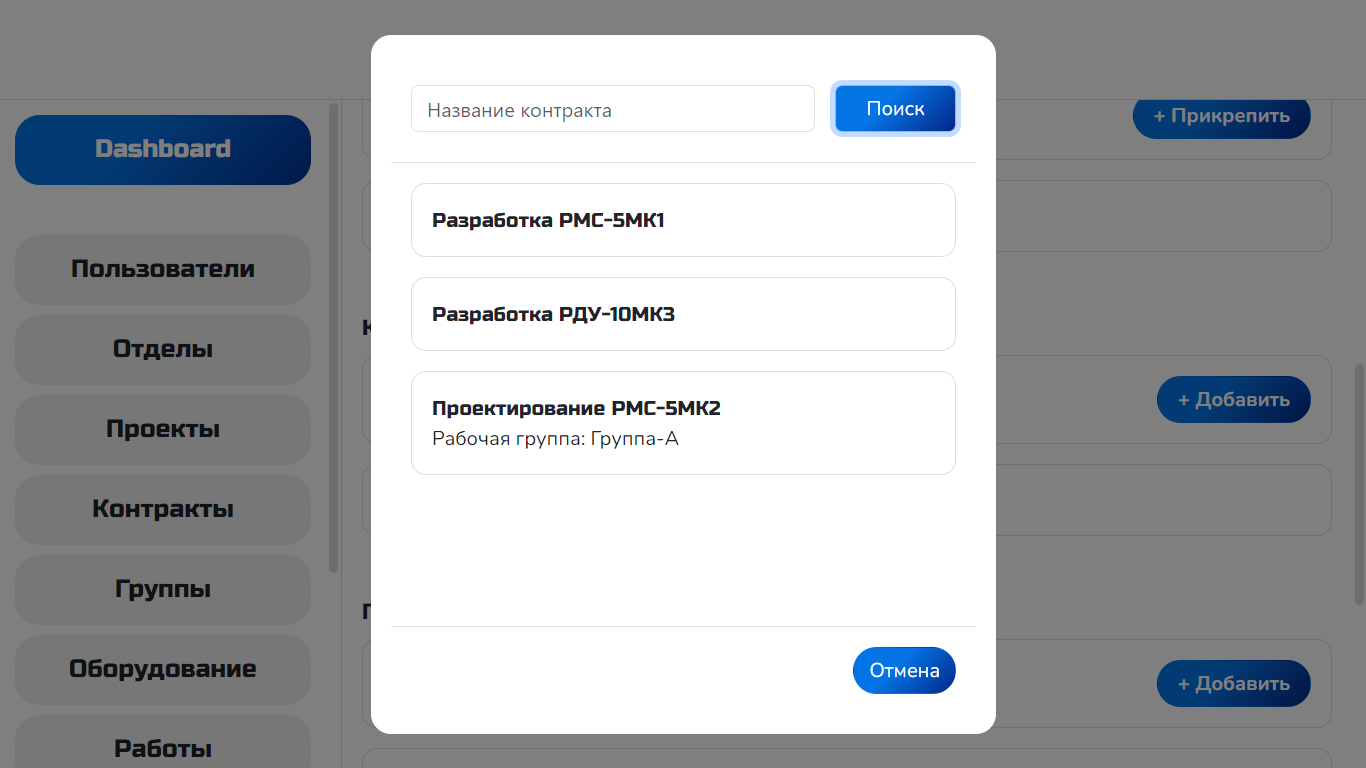 Название контракта
Поиск
+ Прикрепить
Dashboard
Разработка РМС-5МК1
Пользователи
Разработка РДУ-10МК3
Отделы
+ Добавить
Проектирование РМС-5МК2
Рабочая группа: Группа-А
Проекты
Контракты
Группы
Оборудование
Отмена
+ Добавить
Работы